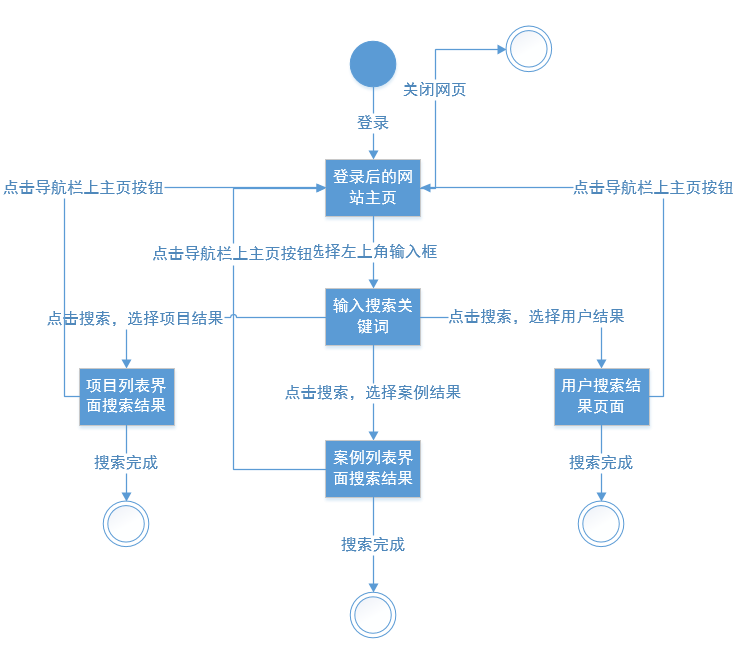 关闭网页
登录
登录后的网
站主页
点击导航栏上主页按钮
点击导航栏上主页按钮
点击导航栏上主页按钮
选择左上角输入框
输入搜索关
键词
点击搜索，选择项目结果
点击搜索，选择用户结果
项目列表界
面搜索结果
点击搜索，选择案例结果
用户搜索结
果页面
案例列表界
面搜索结果
搜索完成
搜索完成
搜索完成